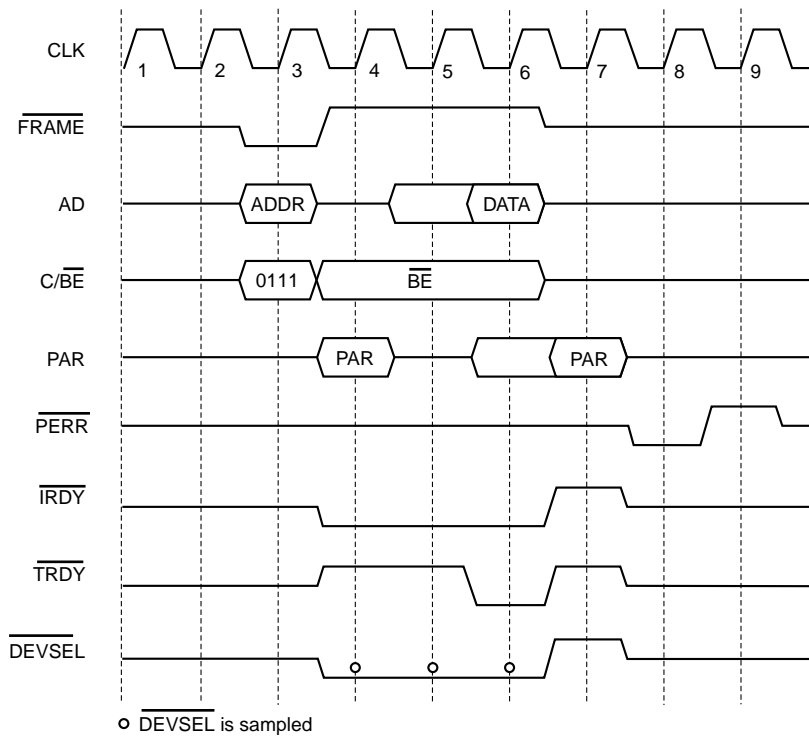 CLK
1 2 3 4 5 6 7 8 9
FRAME
AD
ADDR
DATA
C/BE
0111
BE
PAR
PAR
PAR
PERR
IRDY
TRDY
DEVSEL
DEVSEL is sampled